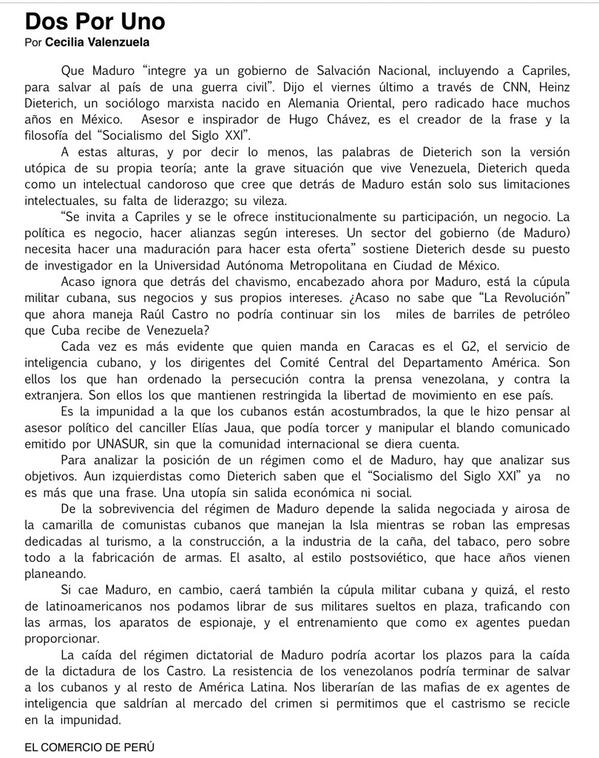 Dos Por Uno
Por Cecilia Valenzuela
Que Maduro “integre ya un gobierno de Salvación Nacional, incluyendo a Capriles,
para salvar al país de una guerra civil”. Dijo el viernes último a través de CNN, Heinz
Dieterich, un sociólogo marxista nacido en Alemania Oriental, pero radicado hace muchos
años en México. Asesor e inspirador de Hugo Chávez, es el creador de la frase y la
filosofía del “Socialismo del Siglo XXI”.
A estas alturas, y por decir lo menos, las palabras de Dieterich son la versión
utópica de su propia teoría; ante la grave situación que vive Venezuela, Dieterich queda
como un intelectual candoroso que cree que detrás de Maduro están solo sus limitaciones
intelectuales, su falta de liderazgo; su vileza.
“Se invita a Capriles y se le ofrece institucionalmente su participación, un negocio. La
política es negocio, hacer alianzas según intereses. Un sector del gobierno (de Maduro)
necesita hacer una maduración para hacer esta oferta” sostiene Dieterich desde su puesto
de investigador en la Universidad Autónoma Metropolitana en Ciudad de México.
Acaso ignora que detrás del chavismo, encabezado ahora por Maduro, está la cúpula
militar cubana, sus negocios y sus propios intereses. ¿Acaso no sabe que “La Revolución”
que ahora maneja Raúl Castro no podría continuar sin los miles de barriles de petróleo
que Cuba recibe de Venezuela?
Cada vez es más evidente que quien manda en Caracas es el G2, el servicio de
inteligencia cubano, y los dirigentes del Comité Central del Departamento América. Son
ellos los que han ordenado la persecución contra la prensa venezolana, y contra la
extranjera. Son ellos los que mantienen restringida la libertad de movimiento en ese país.
Es la impunidad a la que los cubanos están acostumbrados, la que le hizo pensar al
asesor político del canciller Elías Jaua, que podía torcer y manipular el blando comunicado
emitido por UNASUR, sin que la comunidad internacional se diera cuenta.
Para analizar la posición de un régimen como el de Maduro, hay que analizar sus
objetivos. Aun izquierdistas como Dieterich saben que el “Socialismo del Siglo XXI” ya no
es más que una frase. Una utopía sin salida económica ni social.
De la sobrevivencia del régimen de Maduro depende la salida negociada y airosa de
la camarilla de comunistas cubanos que manejan la Isla mientras se roban las empresas
dedicadas al turismo, a la construcción, a la industria de la caña, del tabaco, pero sobre
todo a la fabricación de armas. El asalto, al estilo postsoviético, que hace años vienen
planeando.
Si cae Maduro, en cambio, caerá también la cúpula militar cubana y quizá, el resto
de latinoamericanos nos podamos librar de sus militares sueltos en plaza, traficando con
las armas, los aparatos de espionaje, y el entrenamiento que como ex agentes puedan
proporcionar.
La caída del régimen dictatorial de Maduro podría acortar los plazos para la caída
de la dictadura de los Castro. La resistencia de los venezolanos podría terminar de salvar
a los cubanos y al resto de América Latina. Nos liberarían de las mafias de ex agentes de
inteligencia que saldrían al mercado del crimen si permitimos que el castrismo se recicle
en la impunidad.
EL COMERCIO DE PERÚ